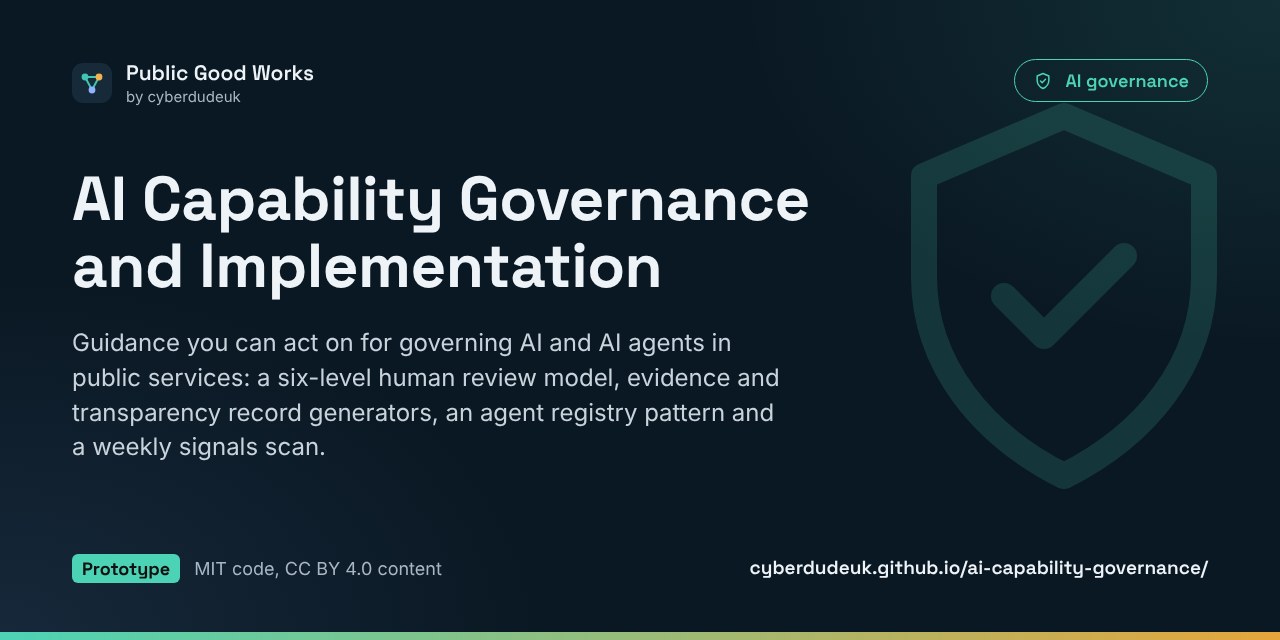 Public Good Works
by cyberdudeuk
AI governance
AI Capability Governance
and Implementation
Guidance you can act on for governing AI and AI agents in
public services: a six-level human review model, evidence and
transparency record generators, an agent registry pattern and
a weekly signals scan.
Prototype
MIT code, CC BY 4.0 content
cyberdudeuk.github.io/ai-capability-governance/